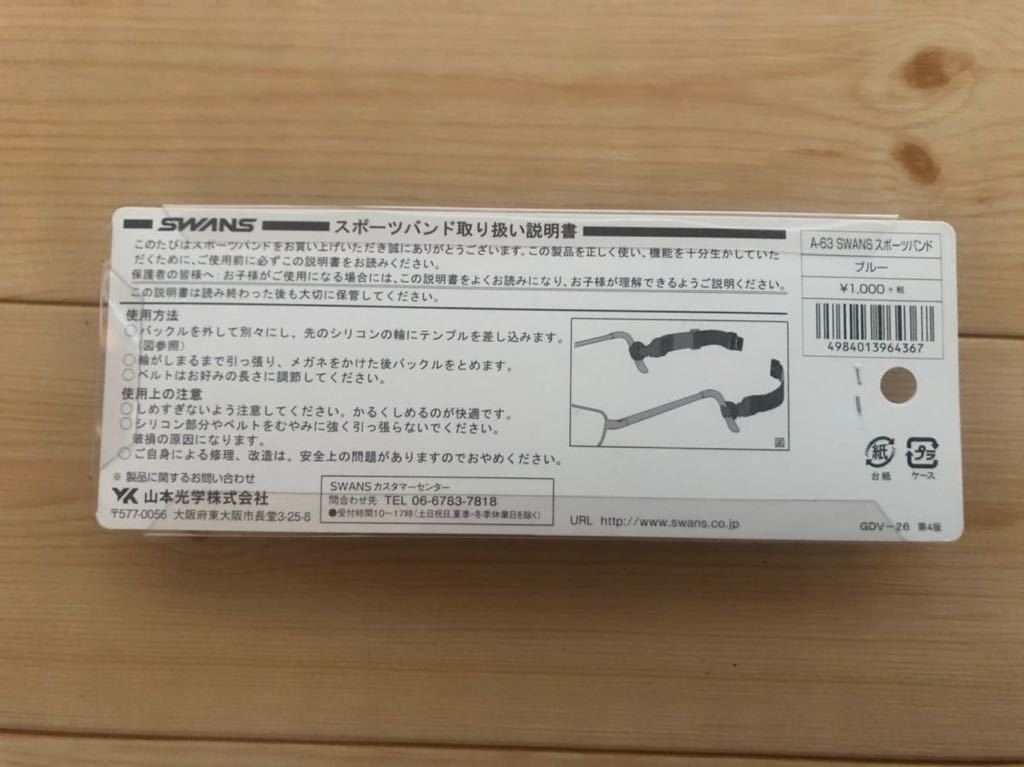 SWANS スポーツバンド取り扱い説明書
このたびはスポーツバンドをお買い上げいただき誠にありがとうございます。この製品を正しく使い、機能を十分生かしていた
だくために、ご使用前に必ずこの説明書をお読みください。
保護者の皆様へ お子様がご使用になる場合には、この説明書をよくお読みになり、お子様が理解できるようご説明ください。
この説明書は読み終わった後も大切に保管してください。
使用方法
○バックルを外して別々にし、先のシリコンの輪にテンプルを差し込みます。
(図参照)
○輪がしまるまで引っ張り、メガネをかけた後バックルをとめます。
○ベルトはお好みの長さに調節してください。
使用上の注意
○しめすぎないよう注意してください。かるくしめるのが快適です。
○シリコン部分やベルトをむやみに強く引っ張らないでください。
破損の原因になります。
○ご自身による修理、改造は、安全上の問題がありますのでおやめください。
図
※ 製品に関するお問い合わせ
YK 山本光学株式会社
〒577-0056 大阪府東大阪市長堂3-25-8
SWANS カスタマーセンター
問合わせ先 TEL 06-6783-7818
●受付時間10~17時(土日祝日,夏季・冬季休業日を除く)
URL http://www.swans.co.jp
A-63 SWANS スポーツバンド
ブルー
¥1,000+税
4984013964367
紙
台紙
プラ
ケース
GDV-26 第4版